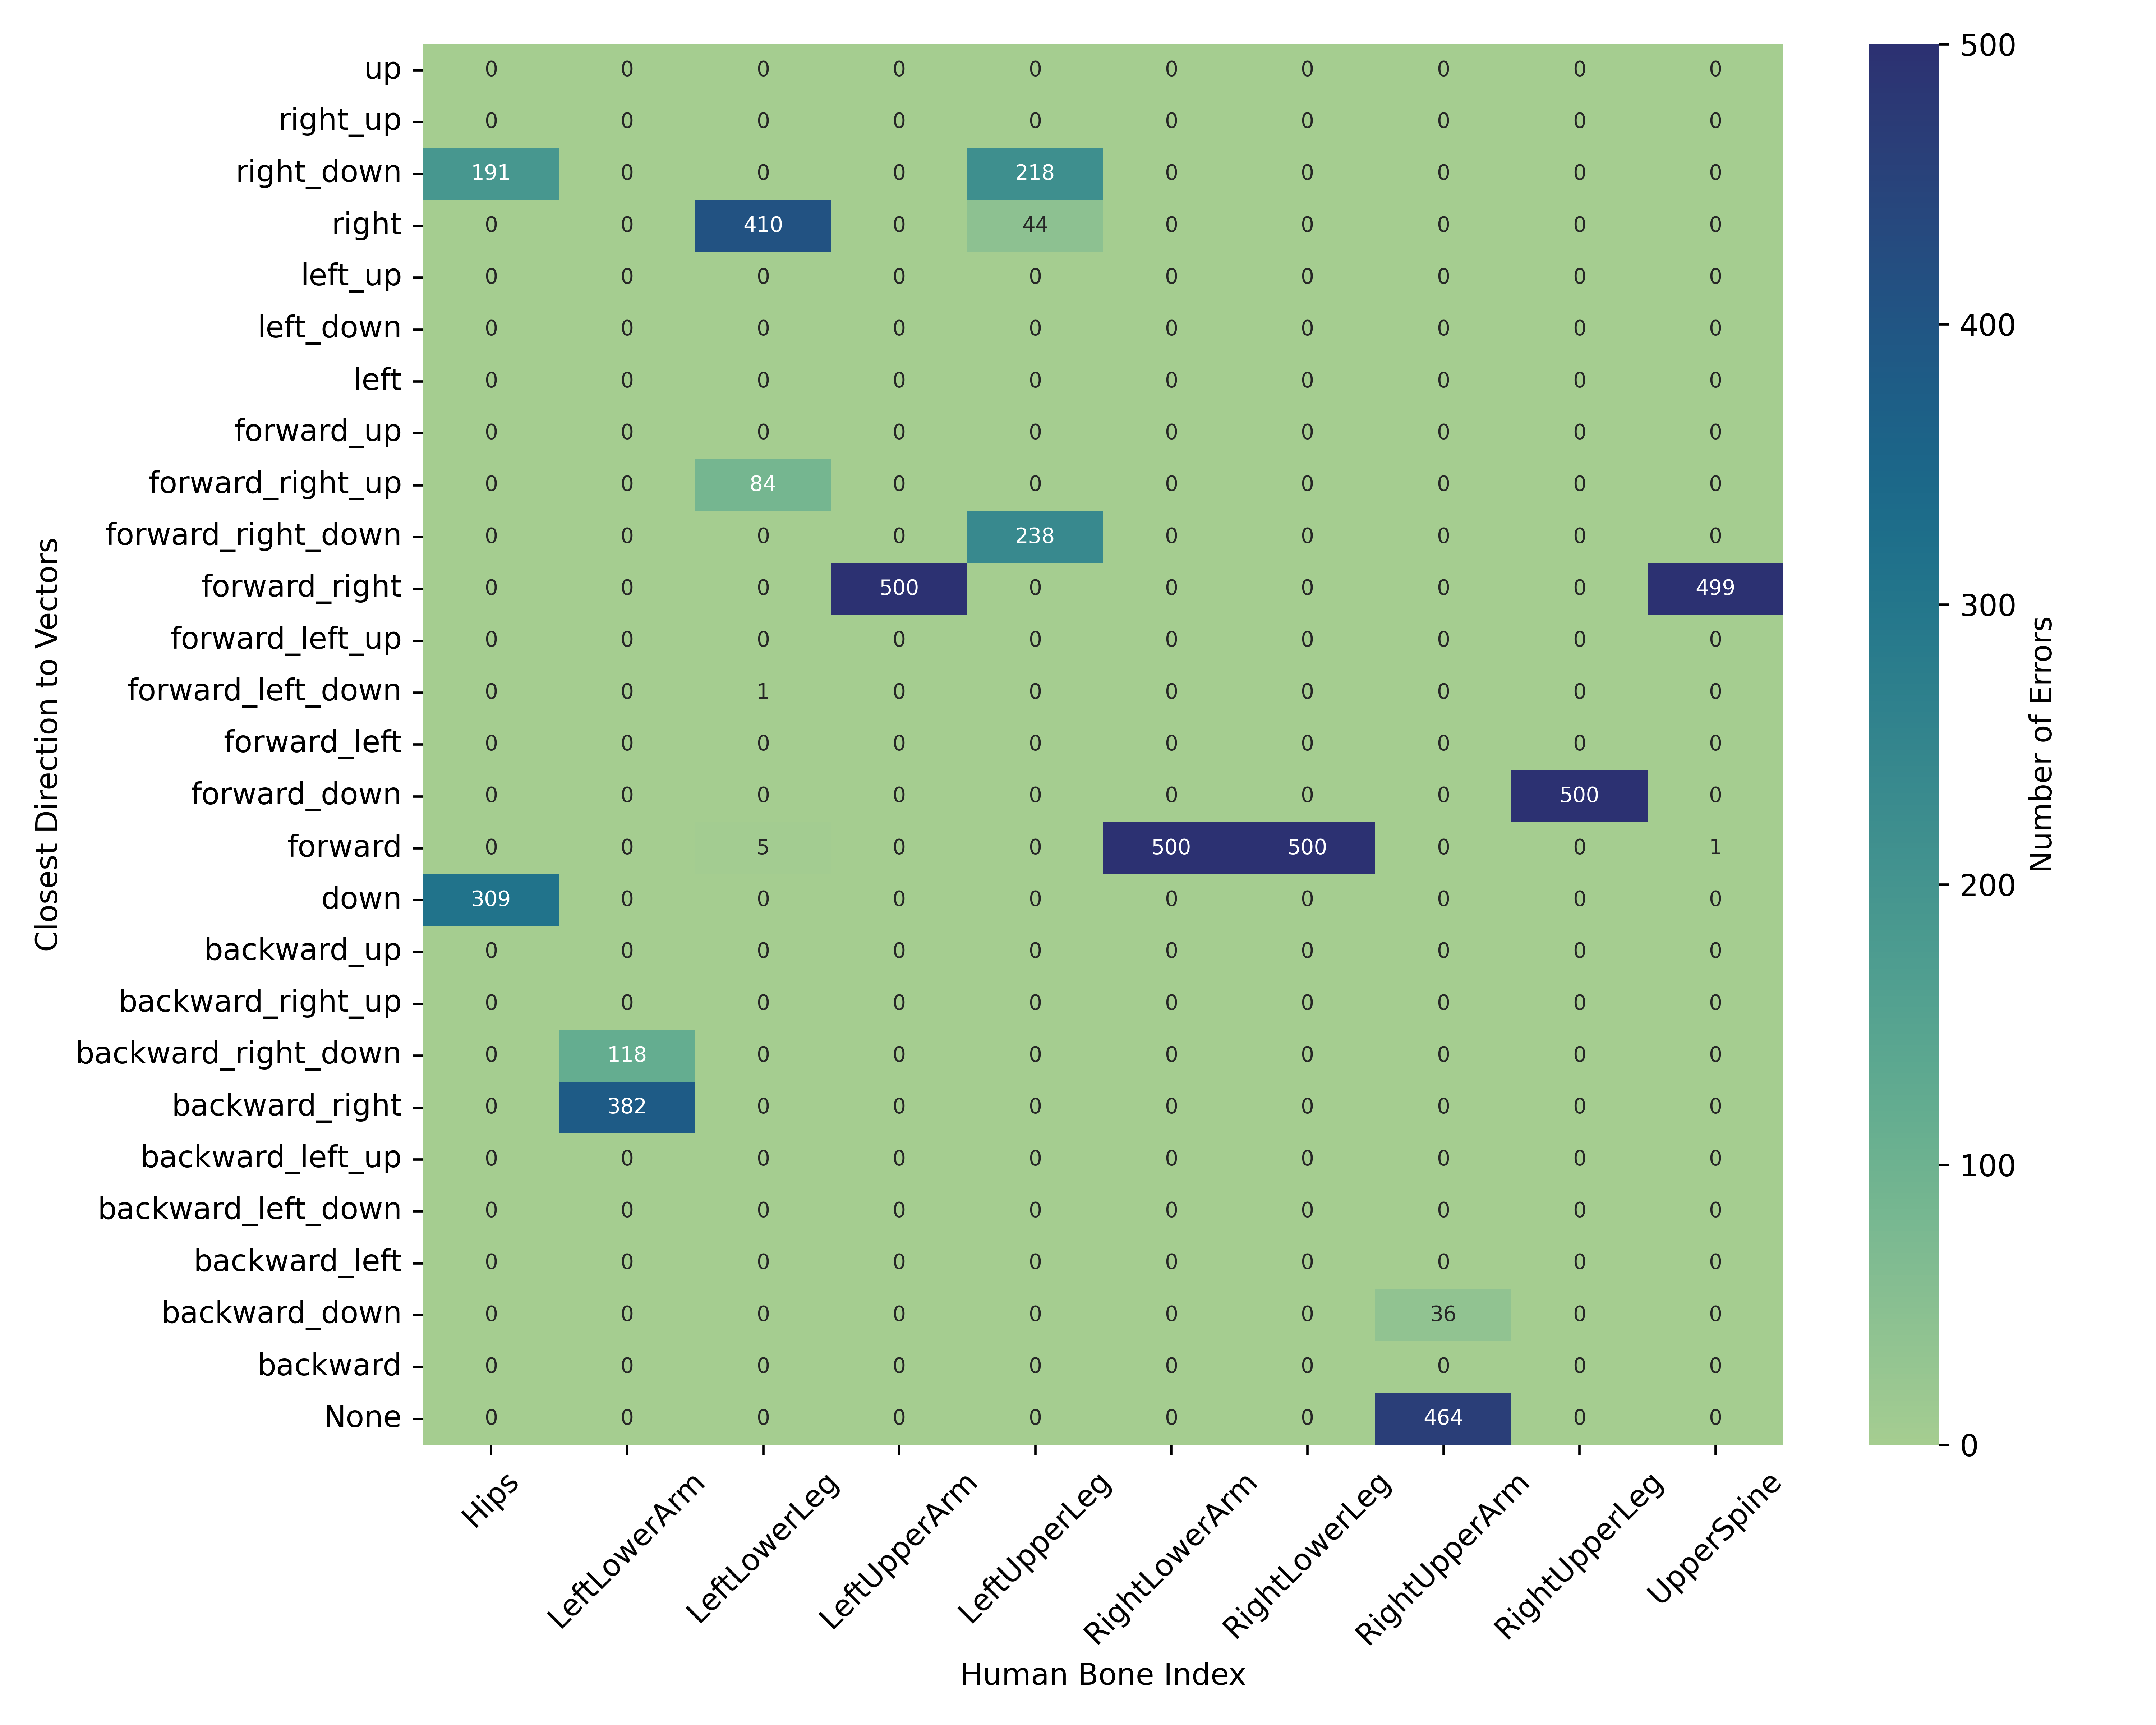 up 0 0 0 0 0 0 0 0 0 0
right_up 0 0 0 0 0 0 0 0 0 0
right_down 191 0 0 0 218 0 0 0 0 0
right 0 0 410 0 44 0 0 0 0 0
left_up 0 0 0 0 0 0 0 0 0 0
left_down 0 0 0 0 0 0 0 0 0 0
left 0 0 0 0 0 0 0 0 0 0
forward_up 0 0 0 0 0 0 0 0 0 0
forward_right_up 0 0 84 0 0 0 0 0 0 0
forward_right_down 0 0 0 0 238 0 0 0 0 0
forward_right 0 0 0 500 0 0 0 0 0 499
forward_left_up 0 0 0 0 0 0 0 0 0 0
forward_left_down 0 0 1 0 0 0 0 0 0 0
forward_left 0 0 0 0 0 0 0 0 0 0
forward_down 0 0 0 0 0 0 0 0 500 0
forward 0 0 5 0 0 500 500 0 0 1
down 309 0 0 0 0 0 0 0 0 0
backward_up 0 0 0 0 0 0 0 0 0 0
backward_right_up 0 0 0 0 0 0 0 0 0 0
backward_right_down 0 118 0 0 0 0 0 0 0 0
backward_right 0 382 0 0 0 0 0 0 0 0
backward_left_up 0 0 0 0 0 0 0 0 0 0
backward_left_down 0 0 0 0 0 0 0 0 0 0
backward_left 0 0 0 0 0 0 0 0 0 0
backward_down 0 0 0 0 0 0 0 36 0 0
backward 0 0 0 0 0 0 0 0 0 0
None 0 0 0 0 0 0 0 464 0 0
Hips LeftLowerArm LeftLowerLeg LeftUpperArm LeftUpperLeg RightLowerArm RightLowerLeg RightUpperArm RightUpperLeg UpperSpine
Human Bone Index
Closest Direction to Vectors
500
400
300
200
100
0
Number of Errors